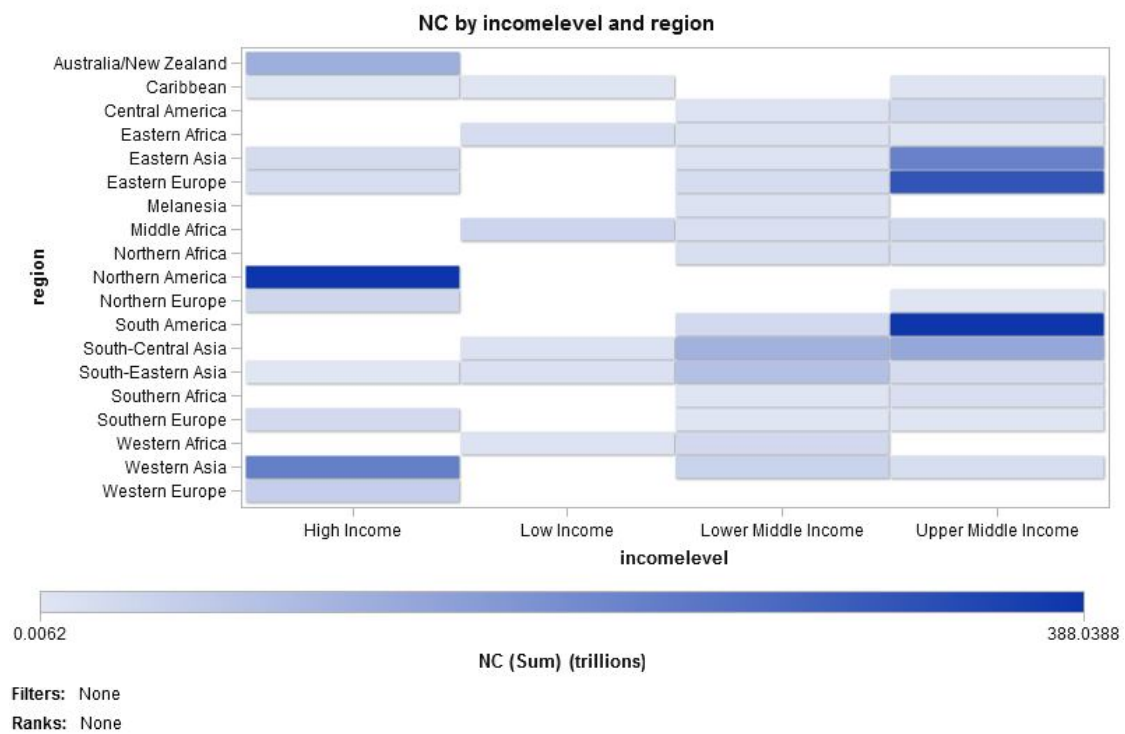 NC by incomelevel and region
Australia/New Zealand
Caribbean
Central America
Eastern Africa
Eastern Asia
Eastern Europe
Melanesia
Middle Africa
Northern Africa
Northern America
Northern Europe
South America
South-Central Asia
South-Eastern Asia
Southern Africa
Southern Europe
Western Africa
Western Asia
Western Europe
region
High Income Low Income Lower Middle Income Upper Middle Income
incomelevel
0.0062 388.0388
NC (Sum) (trillions)
Filters: None
Ranks: None